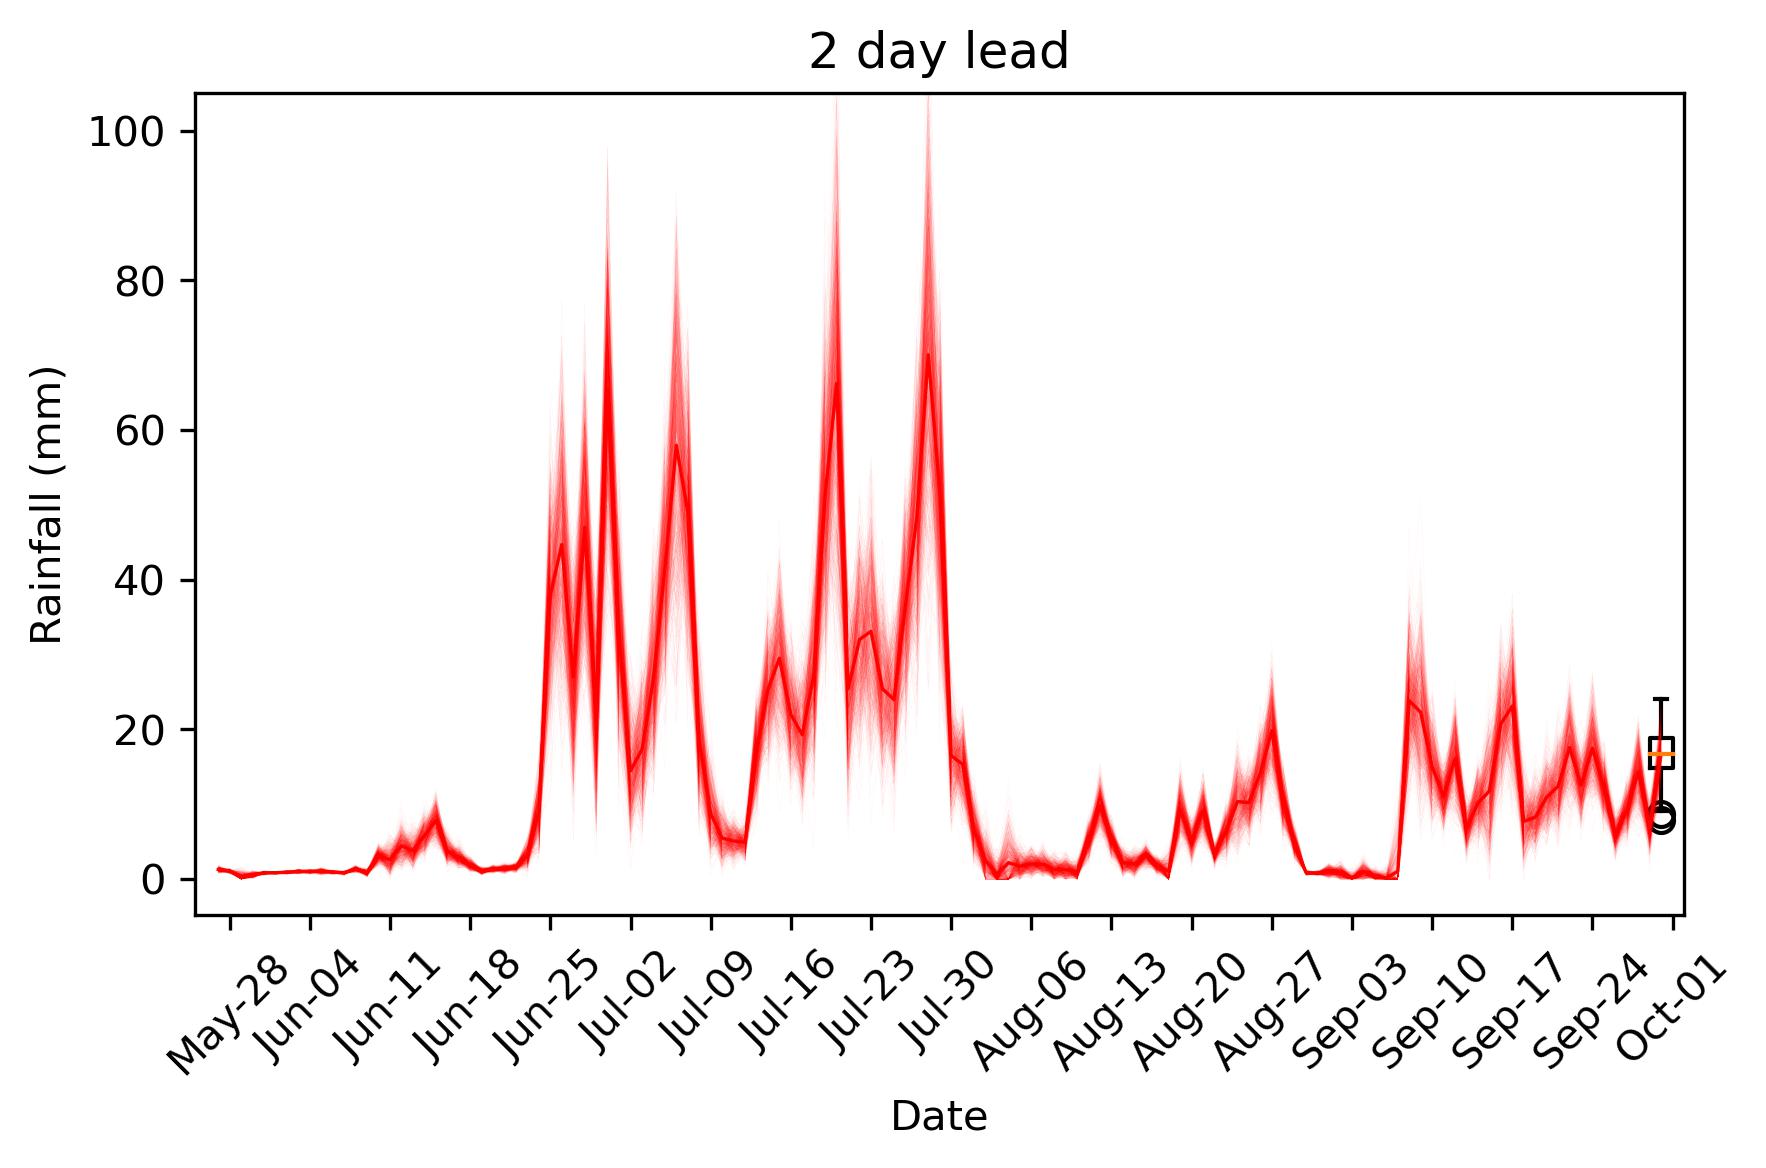 2 day lead
100
80
60
40
20
0
Rainfall (mm)
May-28
Jun-04
Jun-11
Jun-18
Jun-25
Jul-02
Jul-09
Jul-16
Jul-23
Jul-30
Aug-06
Aug-13
Aug-20
Aug-27
Sep-03
Sep-10
Sep-17
Sep-24
Oct-01
Date